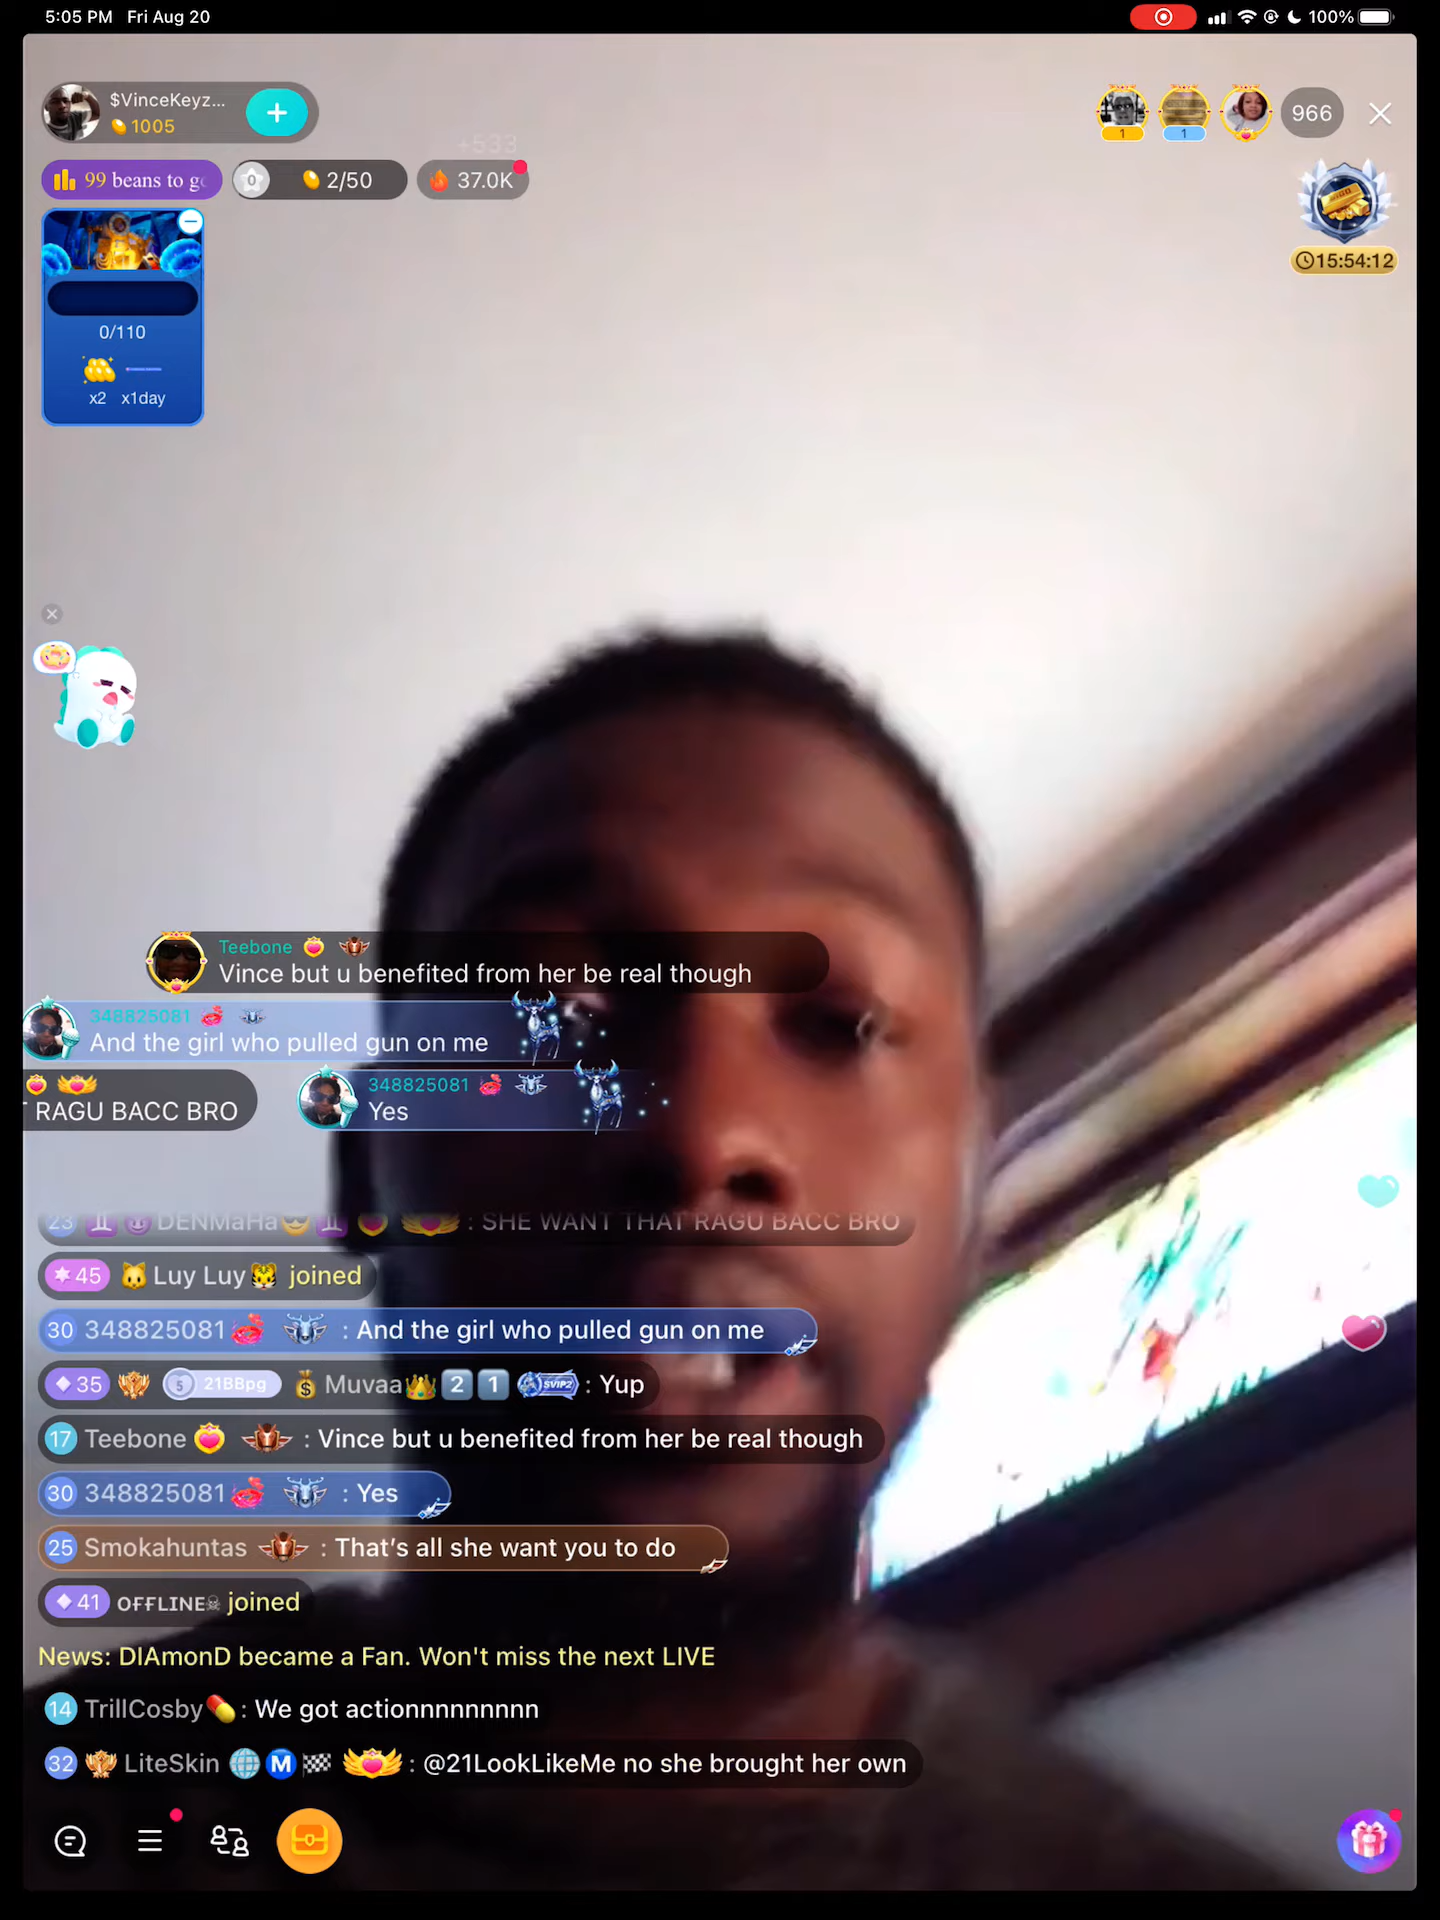 5:05 PM Fri Aug 20
100%
$VinceKeyz...
1005
966
+533
99 beans to go
0
2/50
37.0K
1
1
15:54:12
0/110
x2 x1day
Teebone
Vince but u benefited from her be real though
348825081
And the girl who pulled gun on me
RAGU BACC BRO
348825081
Yes
23 DENMaHa : SHE WANT THAT RAGU BACC BRO
45 Luy Luy joined
30 348825081 : And the girl who pulled gun on me
35 5 21BBpg Muvaa 2 1 SVIP2 : Yup
17 Teebone : Vince but u benefited from her be real though
30 348825081 : Yes
25 Smokahuntas : That's all she want you to do
41 OFFLINE joined
News: DIAmonD became a Fan. Won't miss the next LIVE
14 TrillCosby : We got actionnnnnnnnn
32 LiteSkin M : @21LookLikeMe no she brought her own